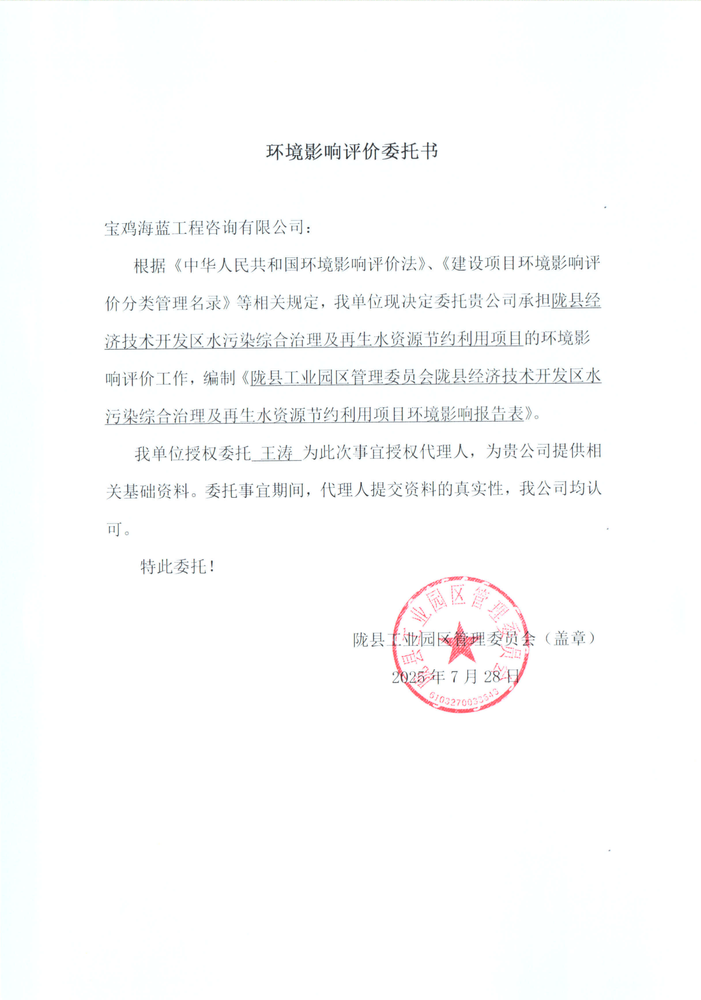 环境影响评价委托书
宝鸡海蓝工程咨询有限公司：
根据《中华人民共和国环境影响评价法》、《建设项目环境影响评
价分类管理名录》等相关规定，我单位现决定委托贵公司承担陇县经
济技术开发区水污染综合治理及再生水资源节约利用项目的环境影
响评价工作，编制《陇县工业园区管理委员会陇县经济技术开发区水
污染综合治理及再生水资源节约利用项目环境影响报告表》。
我单位授权委托 王涛 为此次事宜授权代理人，为贵公司提供相
关基础资料。委托事宜期间，代理人提交资料的真实性，我公司均认
可。
特此委托！
陇县工业园区管理委员会
陇县工业园区管理委员会（盖章）
2025 年 7 月 28 日